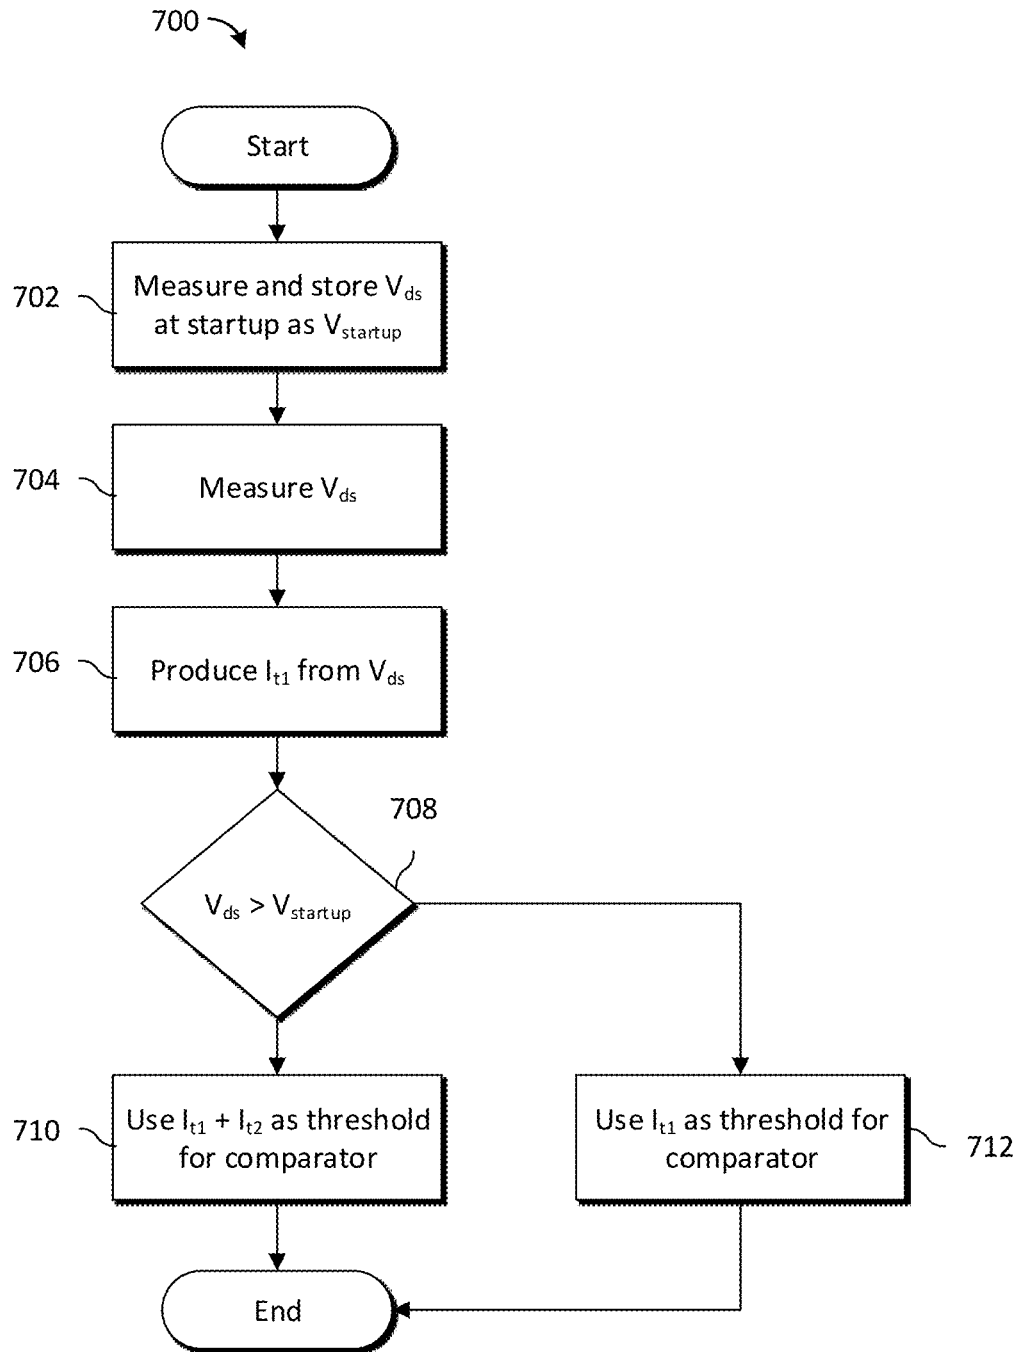 700
Start
702
Measure and store Vds
at startup as Vstartup
704
Measure Vds
706
Produce It1 from Vds
708
Vds > Vstartup
710
Use It1 + It2 as threshold
for comparator
Use It1 as threshold for
comparator
712
End